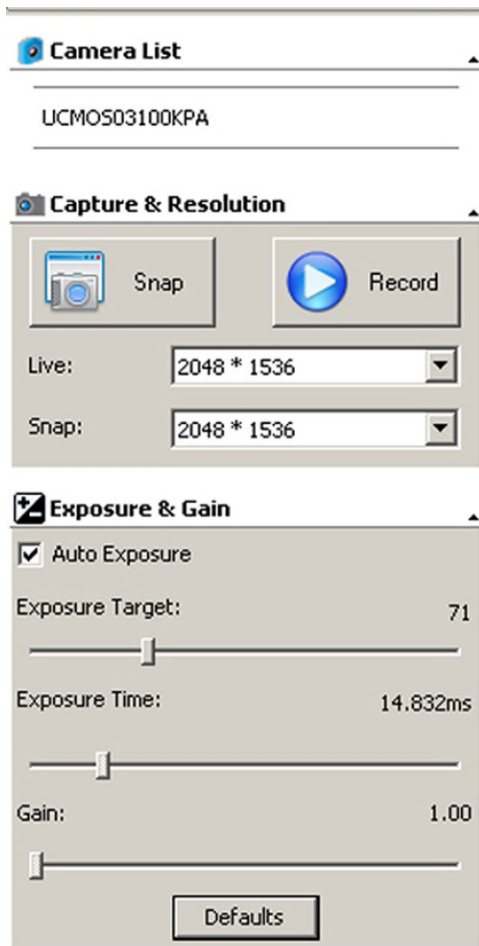 Camera List
UCMOS03100KPA
Capture & Resolution
Snap Record
Live: 2048 * 1536
Snap: 2048 * 1536
Exposure & Gain
Auto Exposure
Exposure Target: 71
Exposure Time: 14.832ms
Gain: 1.00
Defaults